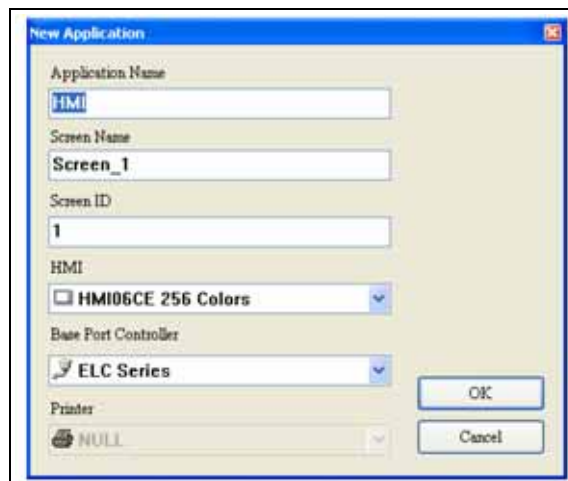 New Application
Application Name
HMI
Screen Name
Screen_1
Screen ID
1
HMI
HMI06CE 256 Colors
Base Port Controller
ELC Series
Printer
NULL
OK
Cancel